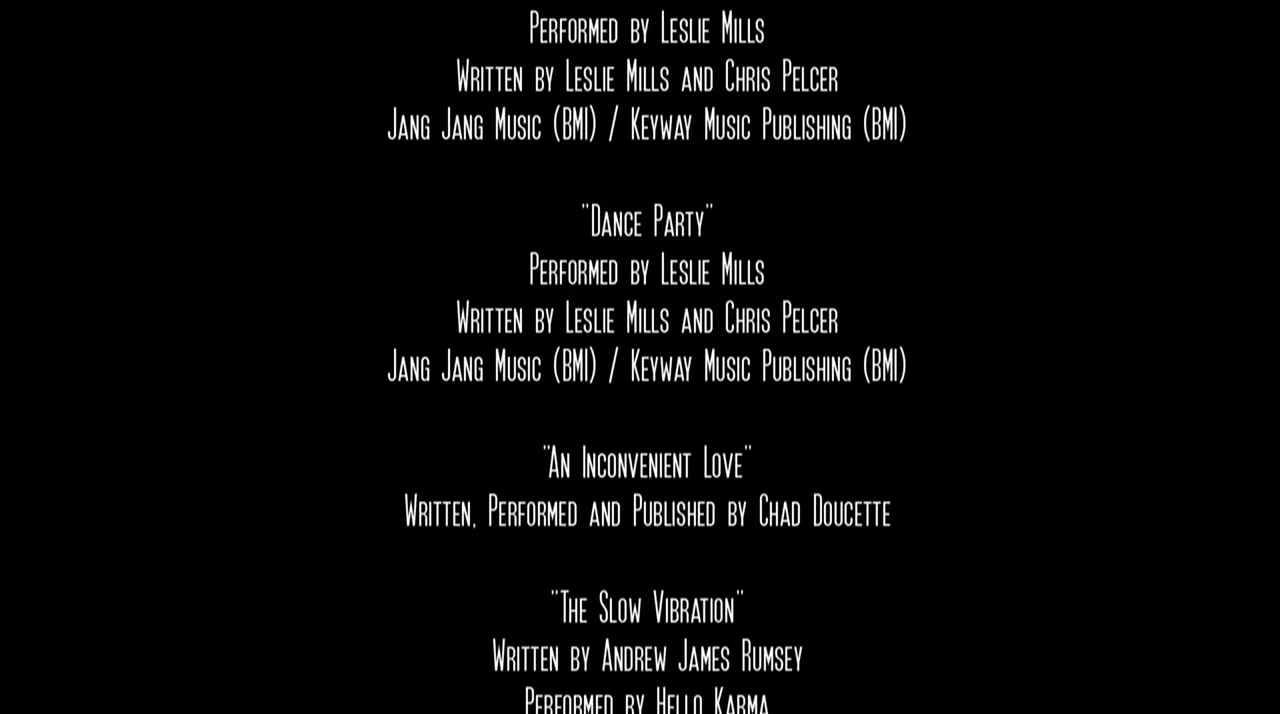 Performed by Leslie Mills
Written by Leslie Mills and Chris Pelcer
Jang Jang Music (BMI) / Keyway Music Publishing (BMI)
"Dance Party"
Performed by Leslie Mills
Written by Leslie Mills and Chris Pelcer
Jang Jang Music (BMI) / Keyway Music Publishing (BMI)
"An Inconvenient Love"
Written, Performed and Published by Chad Doucette
"The Slow Vibration"
Written by Andrew James Rumsey
Performed by Hello Karma